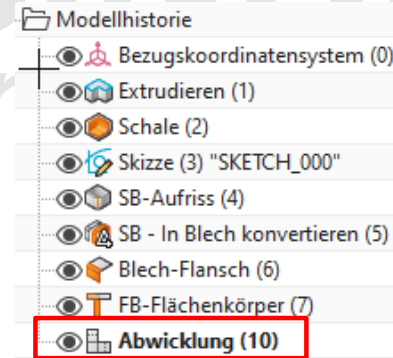 Modellhistorie
Bezugskoordinatensystem (0)
Extrudieren (1)
Schale (2)
Skizze (3) "SKETCH_000"
SB-Aufriss (4)
SB - In Blech konvertieren (5)
Blech-Flansch (6)
FB-Flächenkörper (7)
Abwicklung (10)